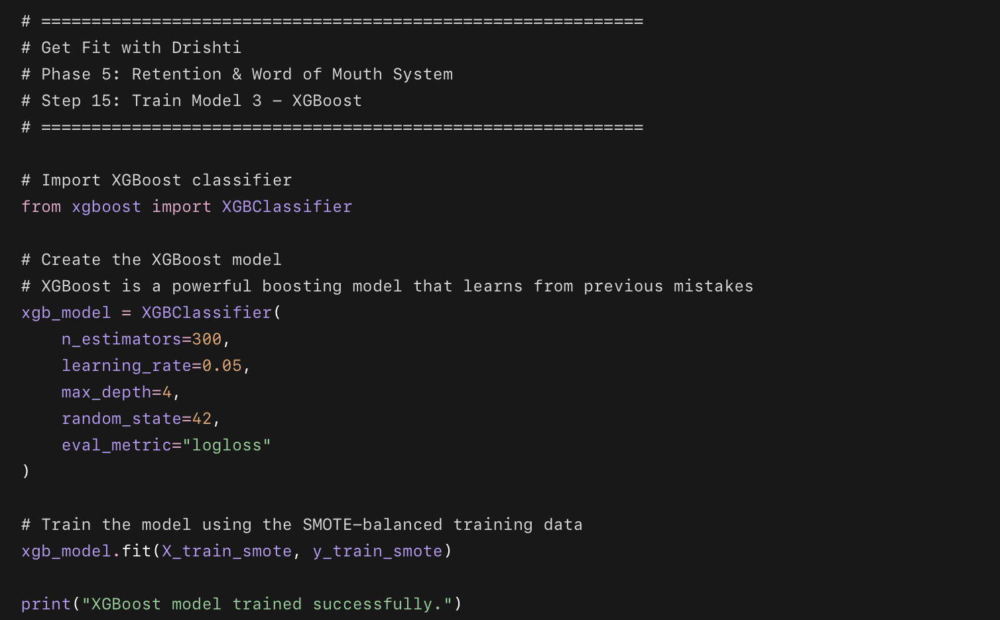 # ============================================================
# Get Fit with Drishti
# Phase 5: Retention & Word of Mouth System
# Step 15: Train Model 3 – XGBoost
# ============================================================
# Import XGBoost classifier
from xgboost import XGBClassifier
# Create the XGBoost model
# XGBoost is a powerful boosting model that learns from previous mistakes
xgb_model = XGBClassifier(
    n_estimators=300,
    learning_rate=0.05,
    max_depth=4,
    random_state=42,
    eval_metric="logloss"
)
# Train the model using the SMOTE-balanced training data
xgb_model.fit(X_train_smote, y_train_smote)
print("XGBoost model trained successfully.")